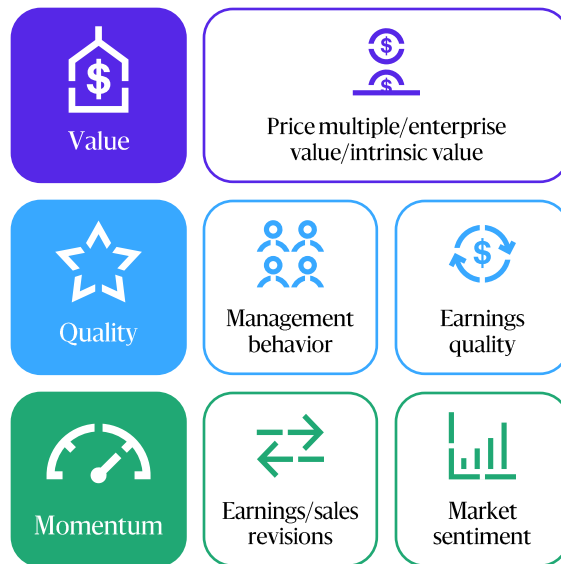 $
Value
$
$
Price multiple/enterprise
value/intrinsic value
Quality
Management
behavior
$
Earnings
quality
Momentum
Earnings/sales
revisions
Market
sentiment